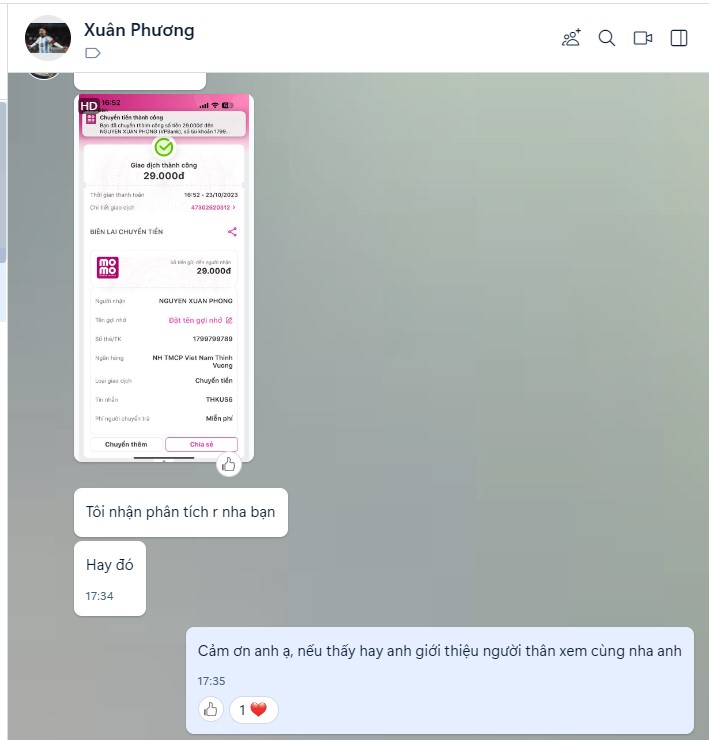 Xuân Phương
HD
16:52
Chuyển tiền thành công
Bạn đã chuyển thành công số tiền 29.000đ đến
NGUYEN XUAN PHONG (VPBank), số tài khoản 1799...
Giao dịch thành công
29.000đ
Thời gian thanh toán 16:52 - 23/10/2023
Chi tiết giao dịch 47302620312 >
BIÊN LAI CHUYỂN TIỀN
mo
mo
Số tiền gửi đến người nhận
29.000đ
Người nhận NGUYEN XUAN PHONG
Tên gợi nhớ Đặt tên gợi nhớ
Số thẻ/TK 1799799789
Ngân hàng NH TMCP Viet Nam Thinh
Vuong
Loại giao dịch Chuyển tiền
Tin nhắn THKUS6
Phí người chuyển trả Miễn phí
Chuyển thêm Chia sẻ
Tôi nhận phân tích r nha bạn
Hay đó
17:34
Cảm ơn anh ạ, nếu thấy hay anh giới thiệu người thân xem cùng nha anh
17:35
1